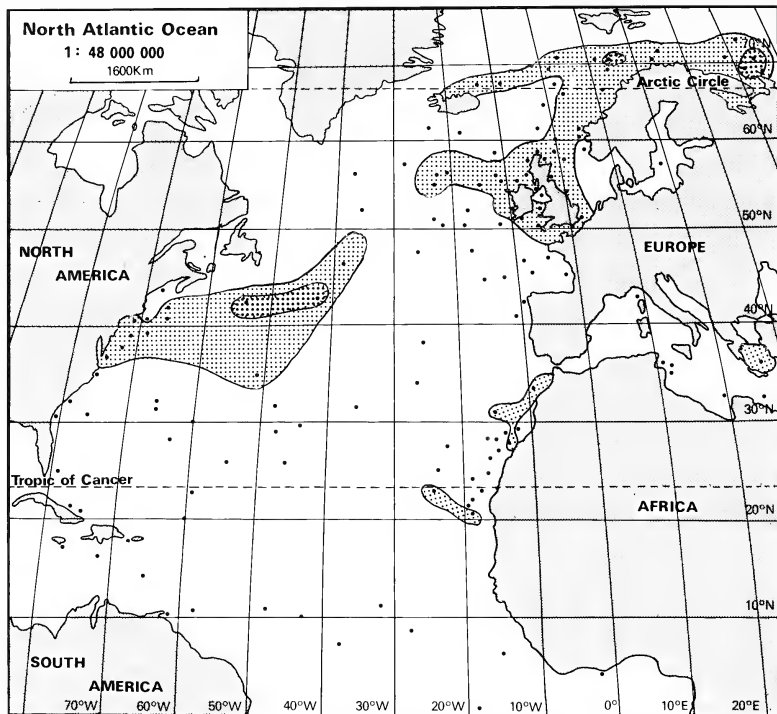 North Atlantic Ocean
1: 48 000 000
1600Km
70°N
Arctic Circle
60°N
50°N
NORTH
AMERICA
EUROPE
40°N
30°N
Tropic of Cancer
AFRICA
20°N
10°N
SOUTH
AMERICA
70°W
60°W
50°W
40°W
30°W
20°W
10°W
0°
10°E
20°E